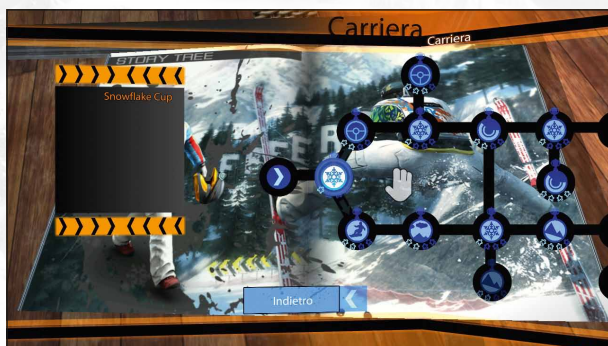 Carriera
Carriera
STORY TREE
Snowflake Cup
Indietro